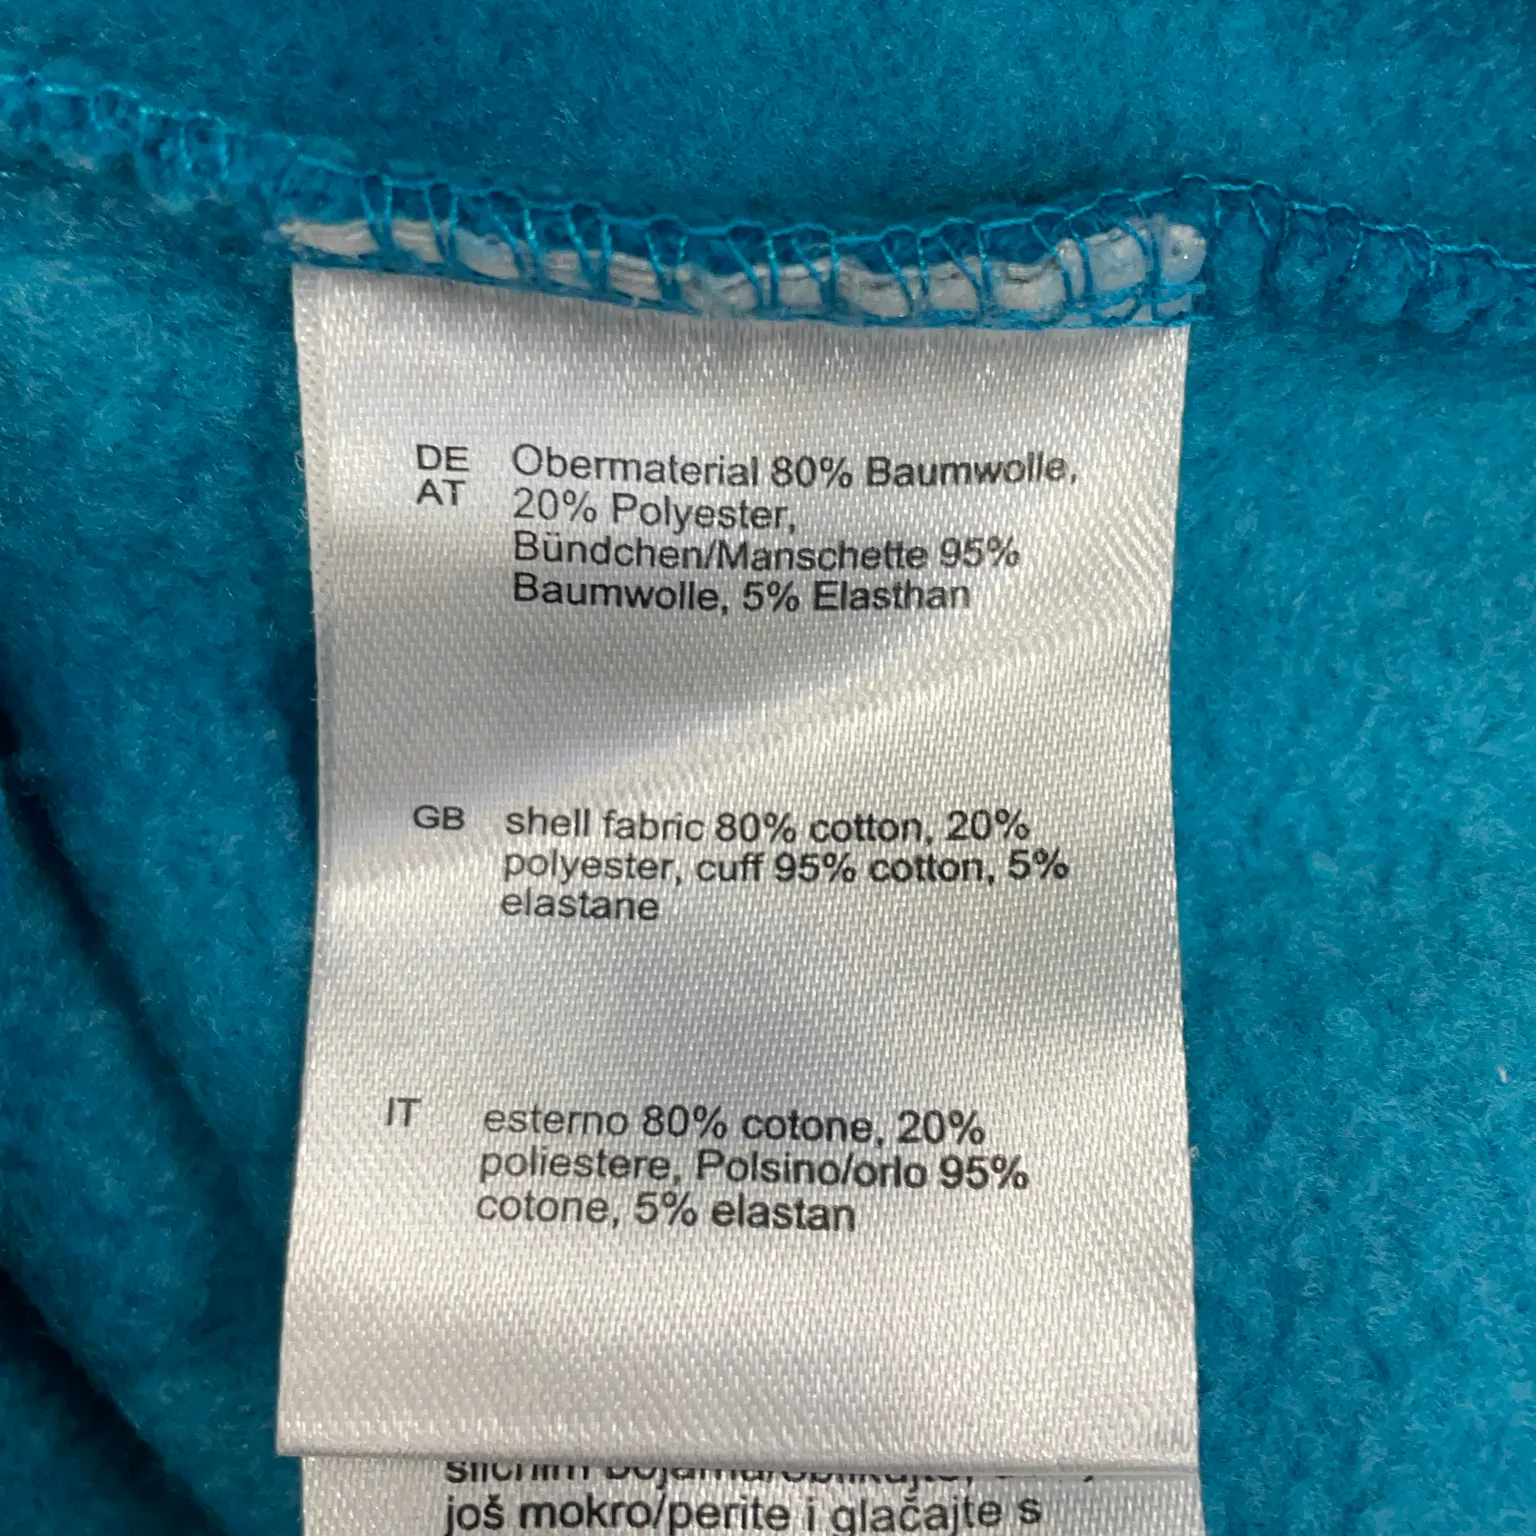 DE Obermaterial 80% Baumwolle,
AT 20% Polyester,
Bündchen/Manschette 95%
Baumwolle, 5% Elasthan
GB shell fabric 80% cotton, 20%
polyester, cuff 95% cotton, 5%
elastane
IT esterno 80% cotone, 20%
poliestere, Polsino/orlo 95%
cotone, 5% elastan
još mokro/perite i glačajte s